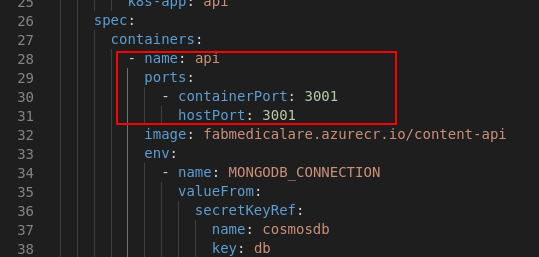 25 k8s-app: api
26 spec:
27 containers:
28 - name: api
29 ports:
30 - containerPort: 3001
31 hostPort: 3001
32 image: fabmedicalare.azurecr.io/content-api
33 env:
34 - name: MONGODB_CONNECTION
35 valueFrom:
36 secretKeyRef:
37 name: cosmosdb
38 key: db